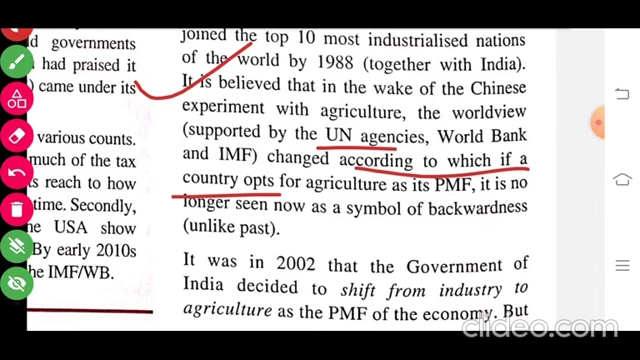 d governments
had praised it
) came under its
various counts.
much of the tax
s reach to how
time. Secondly,
ne USA show
By early 2010s
he IMF/WB.
joined the top 10 most industrialised nations
of the world by 1988 (together with India).
It is believed that in the wake of the Chinese
experiment with agriculture, the worldview
(supported by the UN agencies, World Bank
and IMF) changed according to which if a
country opts for agriculture as its PMF, it is no
longer seen now as a symbol of backwardness
(unlike past).
It was in 2002 that the Government of
India decided to shift from industry to
agriculture as the PMF of the economy. But
clideo.com